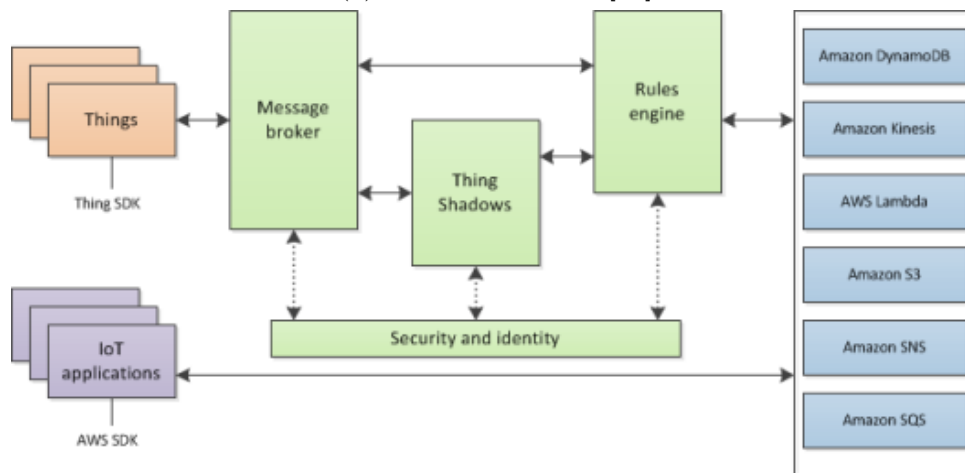 Things
Thing SDK
Message
broker
Thing
Shadows
Rules
engine
Security and identity
IoT
applications
AWS SDK
Amazon DynamoDB
Amazon Kinesis
AWS Lambda
Amazon S3
Amazon SNS
Amazon SQS